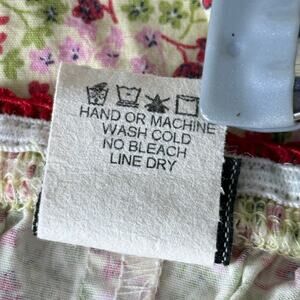 HAND OR MACHINE
WASH COLD
NO BLEACH
LINE DRY